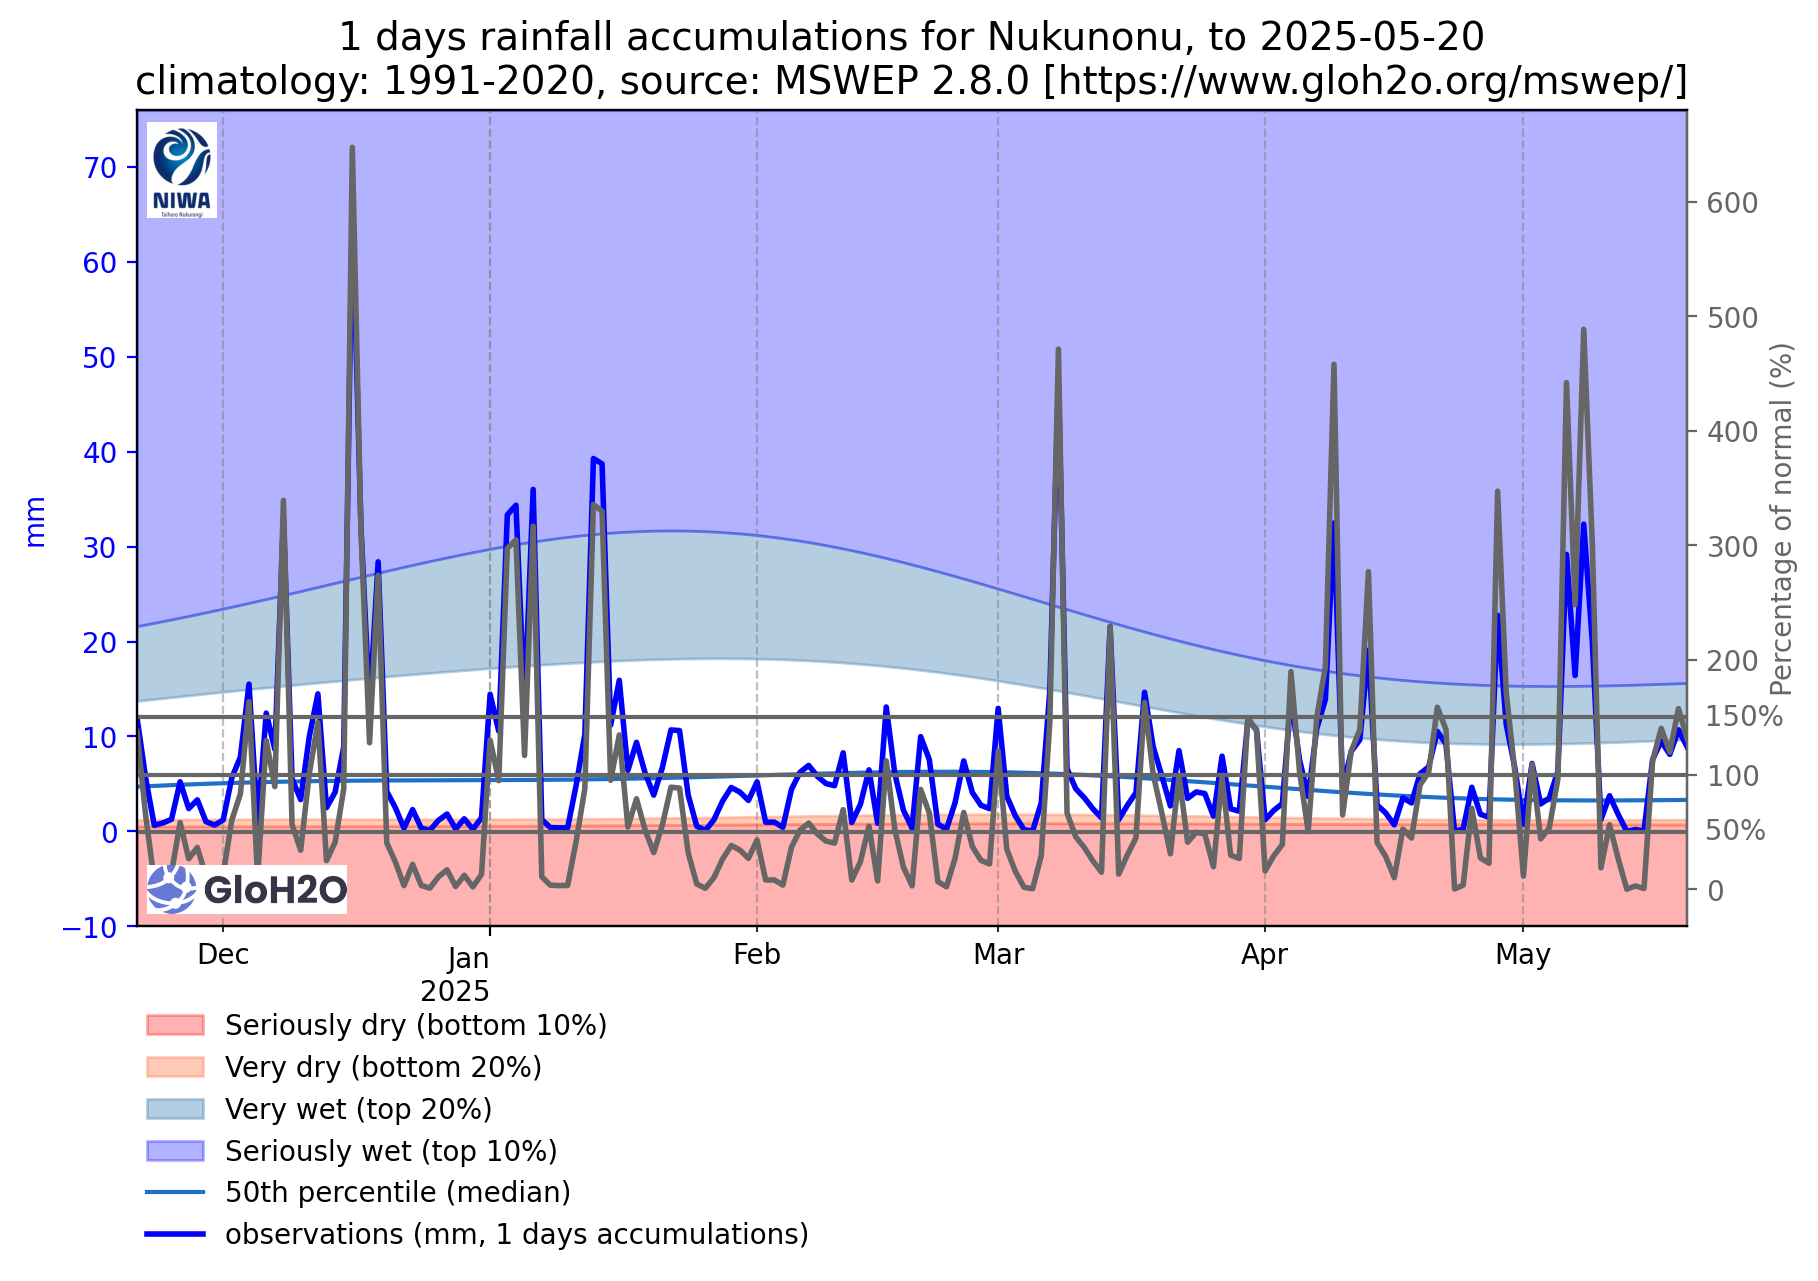 1 days rainfall accumulations for Nukunonu, to 2025-05-20
climatology: 1991-2020, source: MSWEP 2.8.0 [https://www.gloh2o.org/mswep/]
NIWA
Taihoro Nukurangi
70
60
50
40
30
20
10
0
−10
mm
600
500
400
300
200
150%
100
50%
0
Percentage of normal (%)
GloH2O
Dec
Jan
2025
Feb
Mar
Apr
May
Seriously dry (bottom 10%)
Very dry (bottom 20%)
Very wet (top 20%)
Seriously wet (top 10%)
50th percentile (median)
observations (mm, 1 days accumulations)